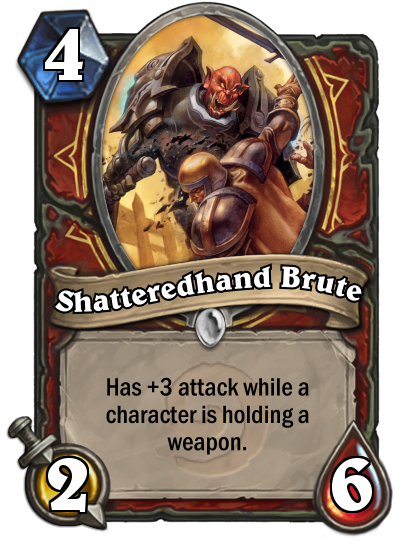 4
Shatteredhand Brute
Has +3 attack while a
character is holding a
weapon.
2
6